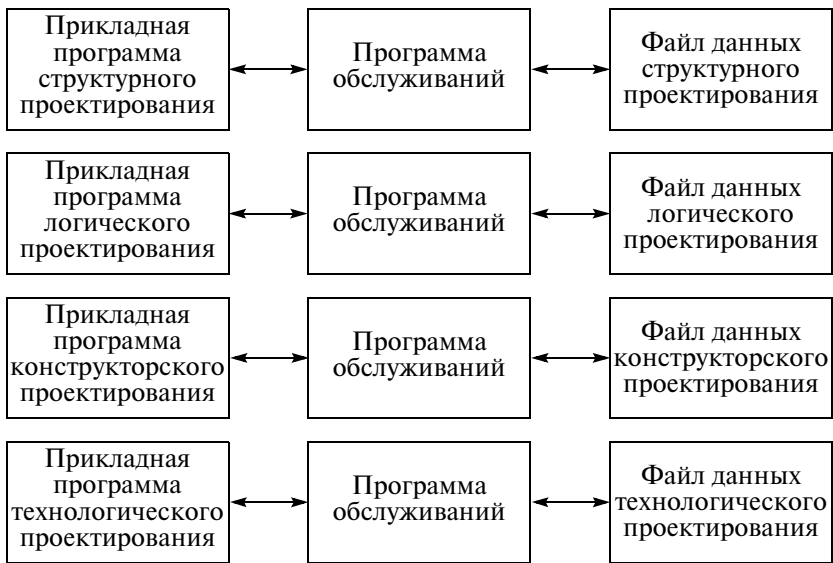 Прикладная
программа
структурного
проектирования
Программа
обслуживаний
Файл данных
структурного
проектирования
Прикладная
программа
логического
проектирования
Программа
обслуживаний
Файл данных
логического
проектирования
Прикладная
программа
конструкторского
проектирования
Программа
обслуживаний
Файл данных
конструкторского
проектирования
Прикладная
программа
технологического
проектирования
Программа
обслуживаний
Файл данных
технологического
проектирования